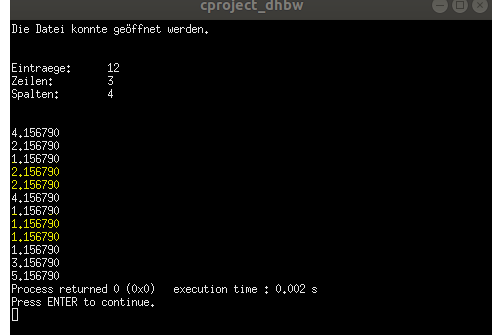 cproject_dhbw
Die Datei konnte geöffnet werden.
Eintraege: 12
Zeilen: 3
Spalten: 4
4.156790
2.156790
1.156790
2.156790
2.156790
4.156790
1.156790
1.156790
1.156790
1.156790
3.156790
5.156790
Process returned 0 (0x0) execution time : 0.002 s
Press ENTER to continue.